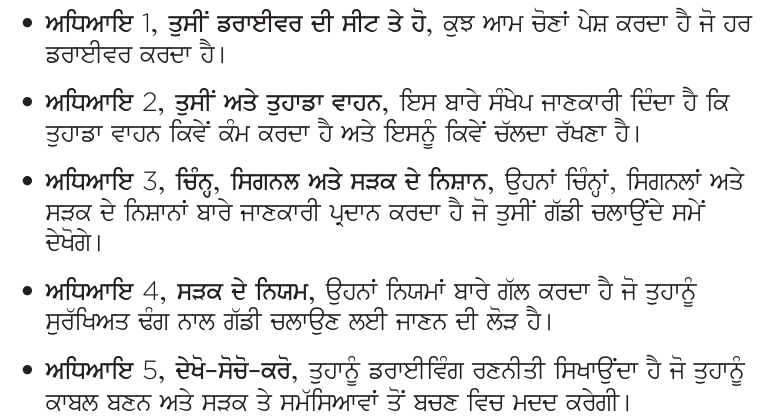 • ਅਧਿਆਇ 1, ਤੁਸੀਂ ਡਰਾਈਵਰ ਦੀ ਸੀਟ ਤੇ ਹੋ, ਕੁਝ ਆਮ ਚੋਣਾਂ ਪੇਸ਼ ਕਰਦਾ ਹੈ ਜੋ ਹਰ
ਡਰਾਈਵਰ ਕਰਦਾ ਹੈ।
• ਅਧਿਆਇ 2, ਤੁਸੀਂ ਅਤੇ ਤੁਹਾਡਾ ਵਾਹਨ, ਇਸ ਬਾਰੇ ਸੰਖੇਪ ਜਾਣਕਾਰੀ ਦਿੰਦਾ ਹੈ ਕਿ
ਤੁਹਾਡਾ ਵਾਹਨ ਕਿਵੇਂ ਕੰਮ ਕਰਦਾ ਹੈ ਅਤੇ ਇਸਨੂੰ ਕਿਵੇਂ ਚੱਲਦਾ ਰੱਖਣਾ ਹੈ।
• ਅਧਿਆਇ 3, ਚਿੰਨ੍ਹ, ਸਿਗਨਲ ਅਤੇ ਸੜਕ ਦੇ ਨਿਸ਼ਾਨ, ਉਹਨਾਂ ਚਿੰਨ੍ਹਾਂ, ਸਿਗਨਲਾਂ ਅਤੇ
ਸੜਕ ਦੇ ਨਿਸ਼ਾਨਾਂ ਬਾਰੇ ਜਾਣਕਾਰੀ ਪ੍ਰਦਾਨ ਕਰਦਾ ਹੈ ਜੋ ਤੁਸੀਂ ਗੱਡੀ ਚਲਾਉਂਦੇ ਸਮੇਂ
ਦੇਖੋਗੇ।
• ਅਧਿਆਇ 4, ਸੜਕ ਦੇ ਨਿਯਮ, ਉਹਨਾਂ ਨਿਯਮਾਂ ਬਾਰੇ ਗੱਲ ਕਰਦਾ ਹੈ ਜੋ ਤੁਹਾਨੂੰ
ਸੁਰੱਖਿਅਤ ਢੰਗ ਨਾਲ ਗੱਡੀ ਚਲਾਉਣ ਲਈ ਜਾਣਨ ਦੀ ਲੋੜ ਹੈ।
• ਅਧਿਆਇ 5, ਦੇਖੋ-ਸੋਚੋ-ਕਰੋ, ਤੁਹਾਨੂੰ ਡਰਾਈਵਿੰਗ ਰਣਨੀਤੀ ਸਿਖਾਉਂਦਾ ਹੈ ਜੋ ਤੁਹਾਨੂੰ
ਕਾਬਲ ਬਣਨ ਅਤੇ ਸੜਕ ਤੇ ਸਮੱਸਿਆਵਾਂ ਤੋਂ ਬਚਣ ਵਿਚ ਮਦਦ ਕਰੇਗੀ।